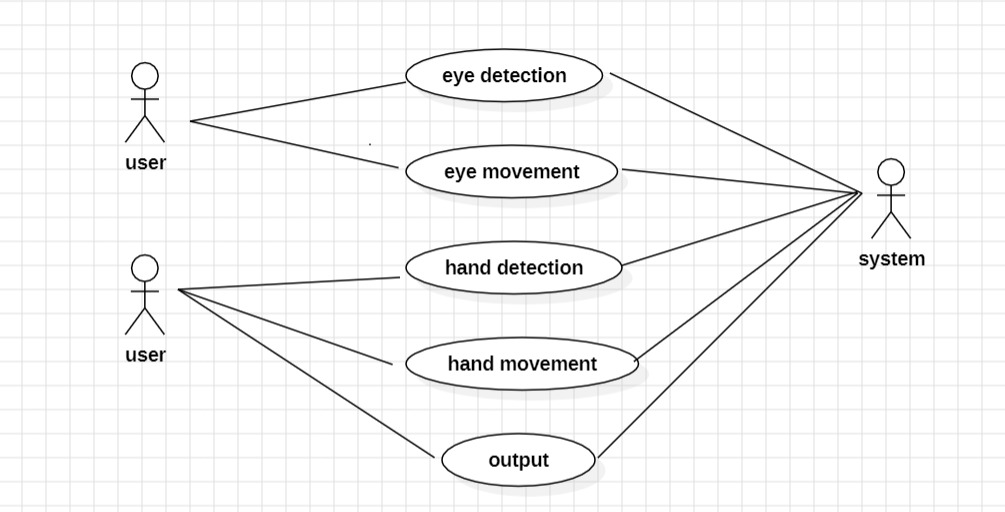 eye detection
user
eye movement
system
hand detection
user
hand movement
output